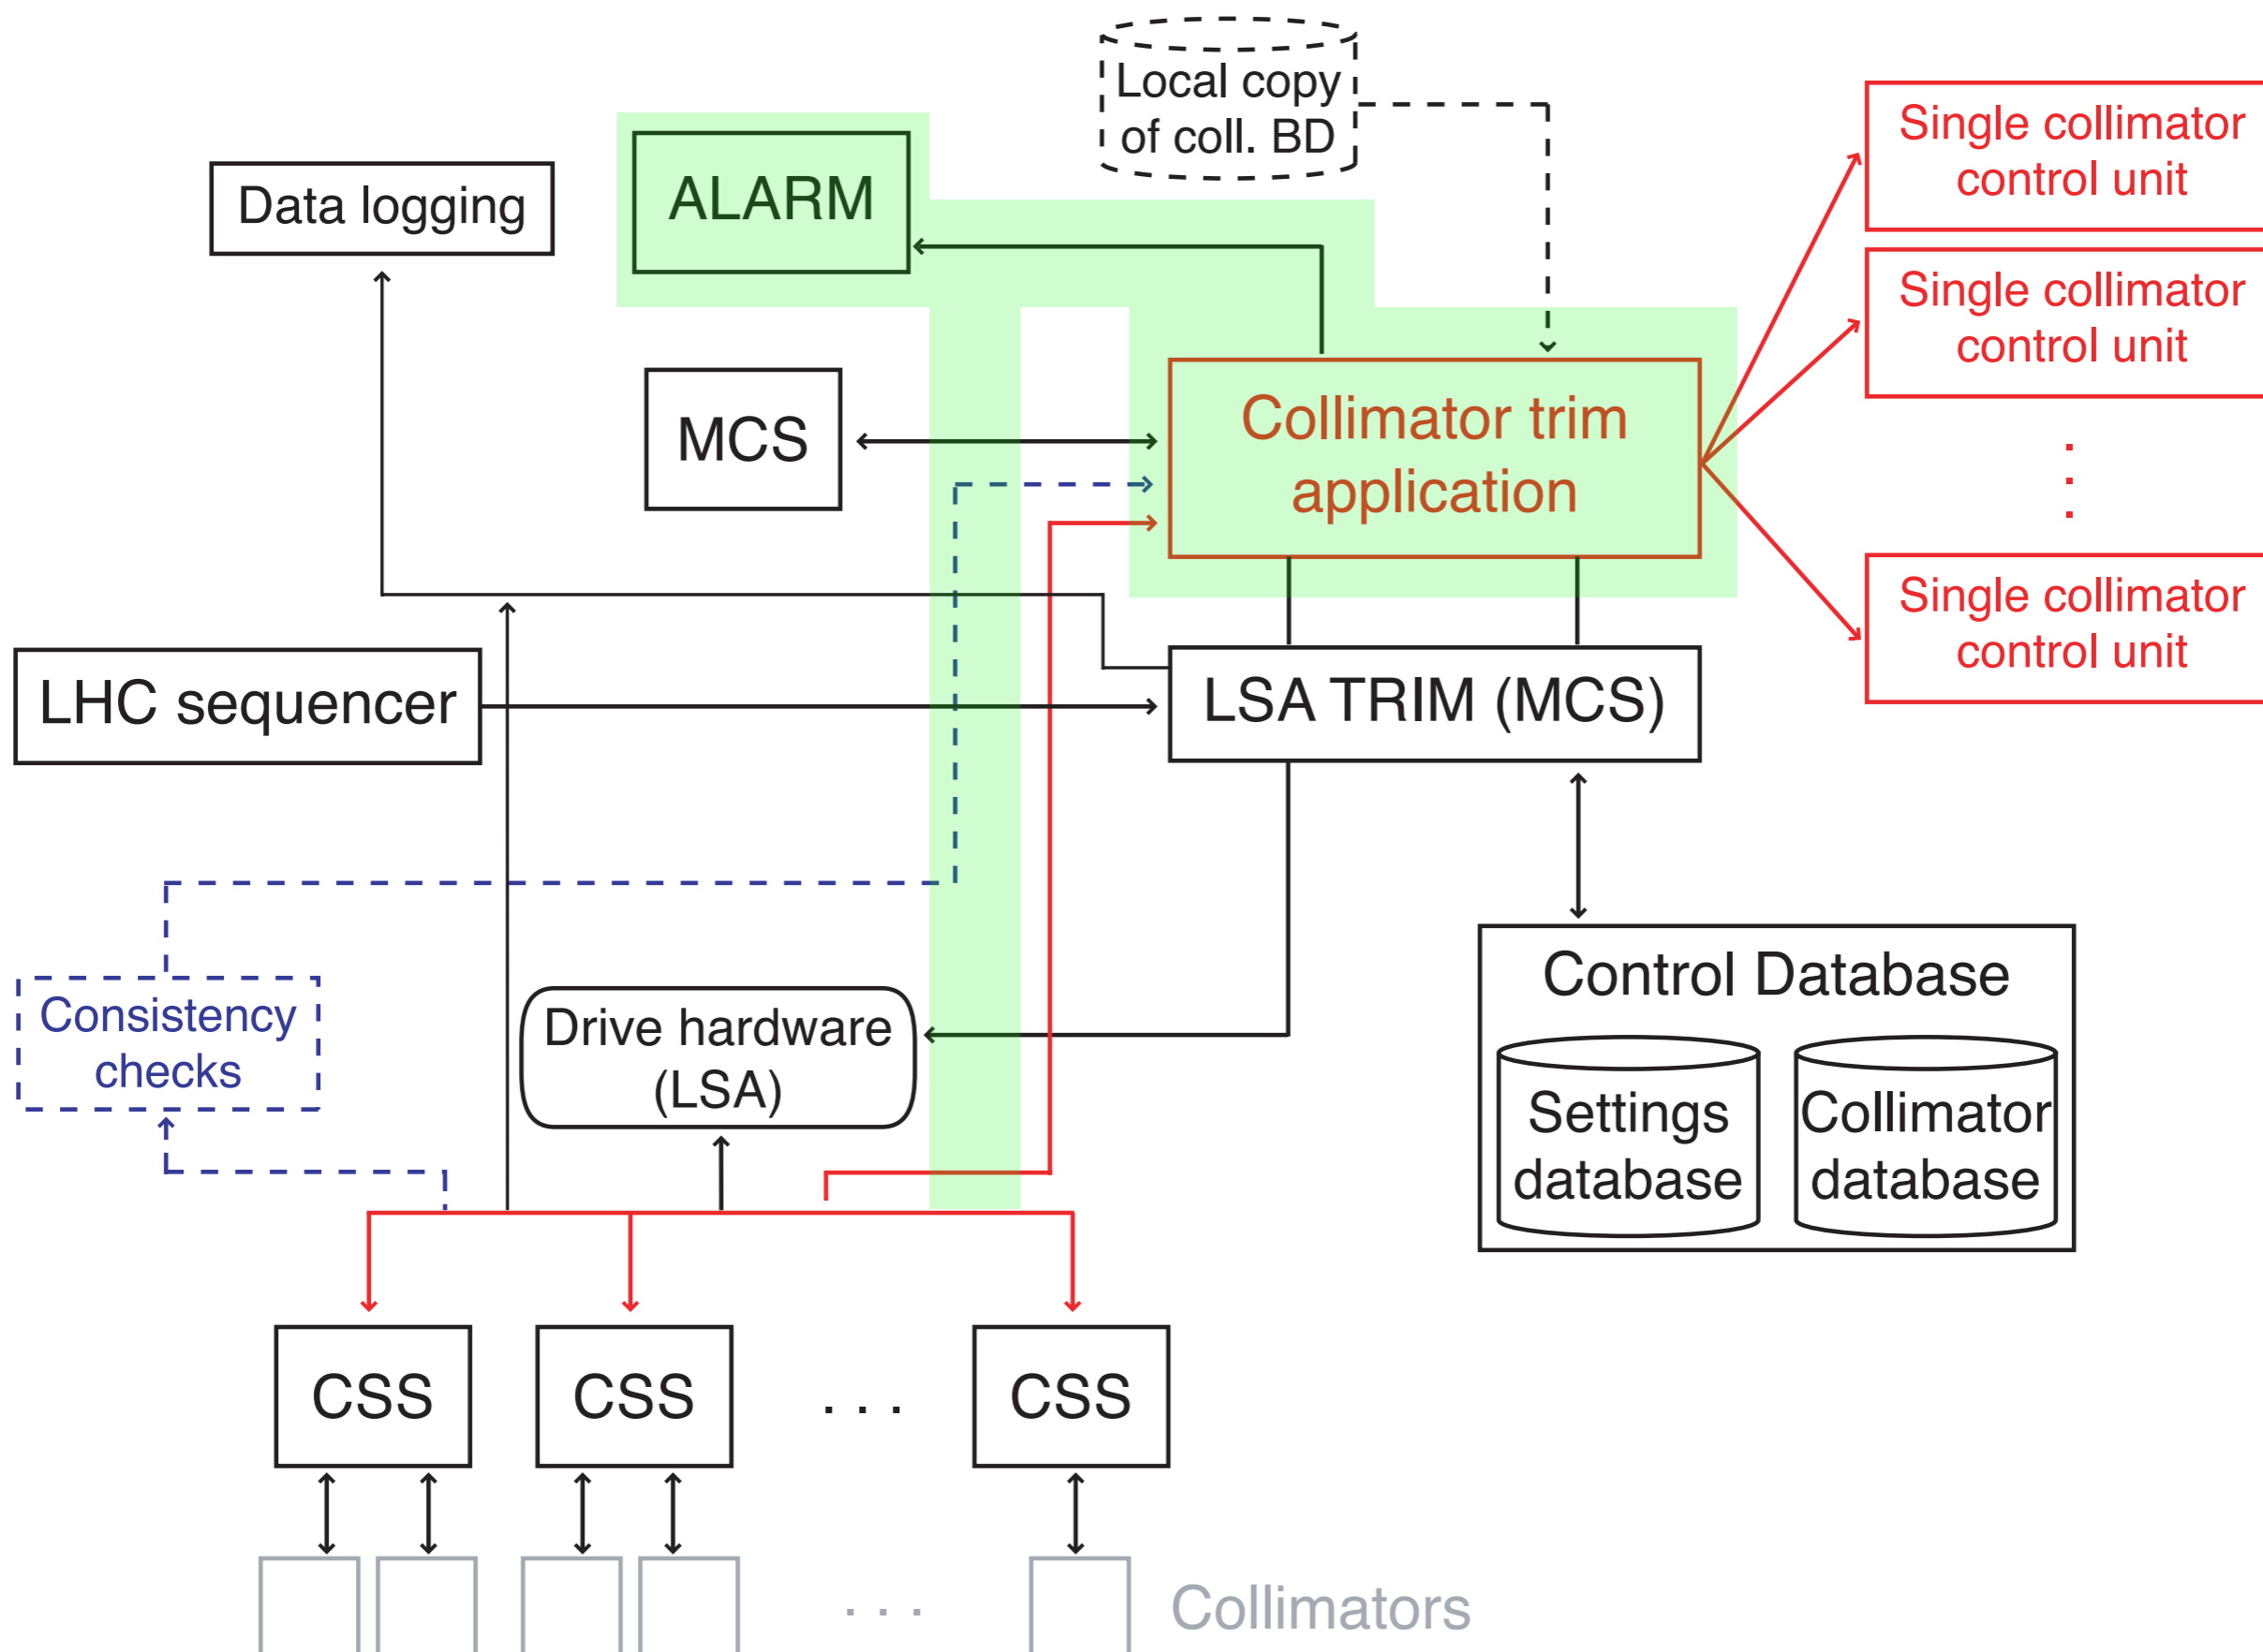 Local copy
of coll. BD
Single collimator
control unit
ALARM
Data logging
Single collimator
control unit
MCS
Collimator trim
application
Single collimator
control unit
LHC sequencer
LSA TRIM (MCS)
Control Database
Consistency
checks
Drive hardware
(LSA)
Settings
database
Collimator
database
CSS
CSS
. . .
CSS
. . .
Collimators